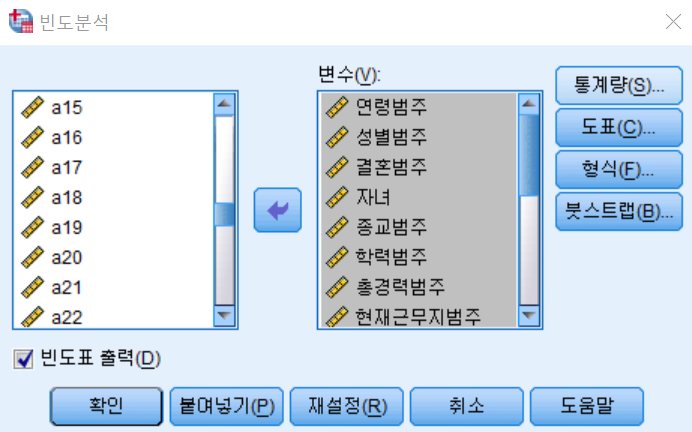 빈도분석
변수(V):
a15
a16
a17
a18
a19
a20
a21
a22
연령범주
성별범주
결혼범주
자녀
종교범주
학력범주
총경력범주
현재근무지범주
통계량(S)...
도표(C)...
형식(F)...
붓스트랩(B)...
빈도표 출력(D)
확인
붙여넣기(P)
재설정(R)
취소
도움말